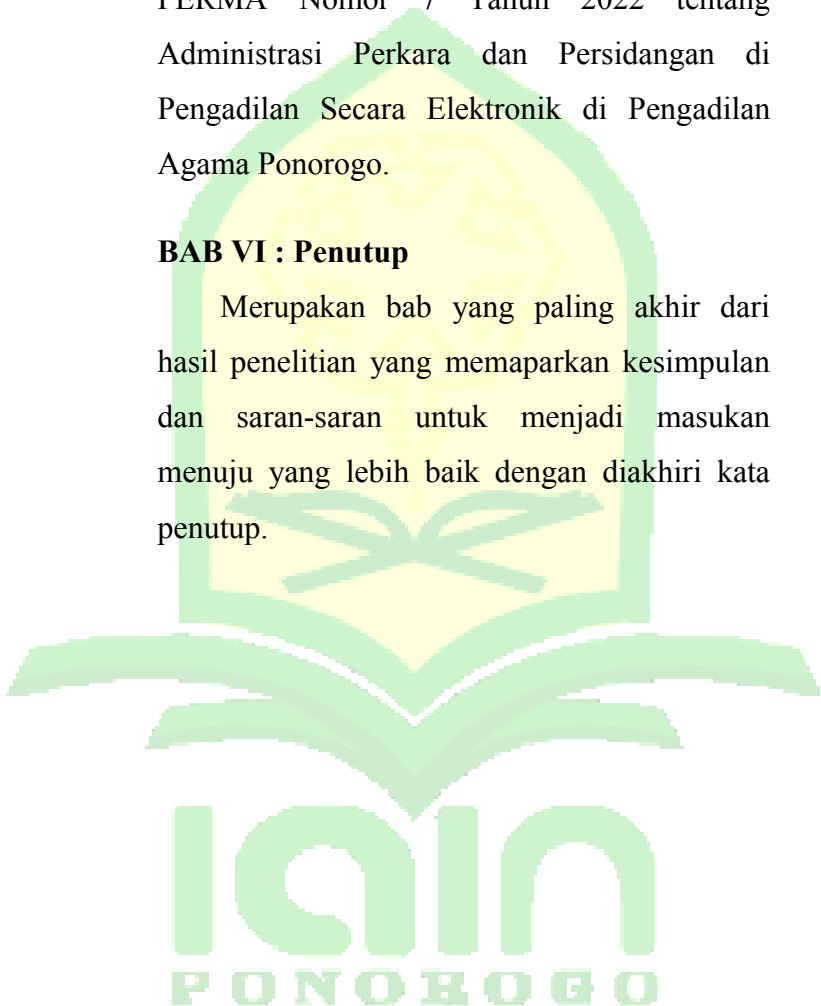 PERMA Nomor 7 Tahun 2022 tentang
Administrasi Perkara dan Persidangan di
Pengadilan Secara Elektronik di Pengadilan
Agama Ponorogo.
BAB VI : Penutup
Merupakan bab yang paling akhir dari
hasil penelitian yang memaparkan kesimpulan
dan saran-saran untuk menjadi masukan
menuju yang lebih baik dengan diakhiri kata
penutup.
iain
PONOROGO